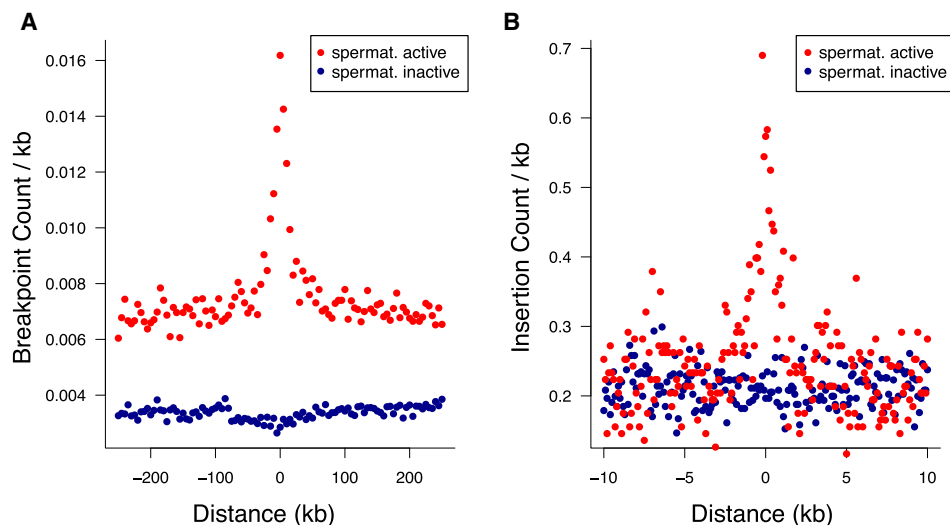 A
spermat. active
spermat. inactive
0.016
0.014
0.012
0.010
0.008
0.006
0.004
Breakpoint Count / kb
−200
−100
0
100
200
Distance (kb)
B
spermat. active
spermat. inactive
0.7
0.6
0.5
0.4
0.3
0.2
Insertion Count / kb
−10
−5
0
5
10
Distance (kb)